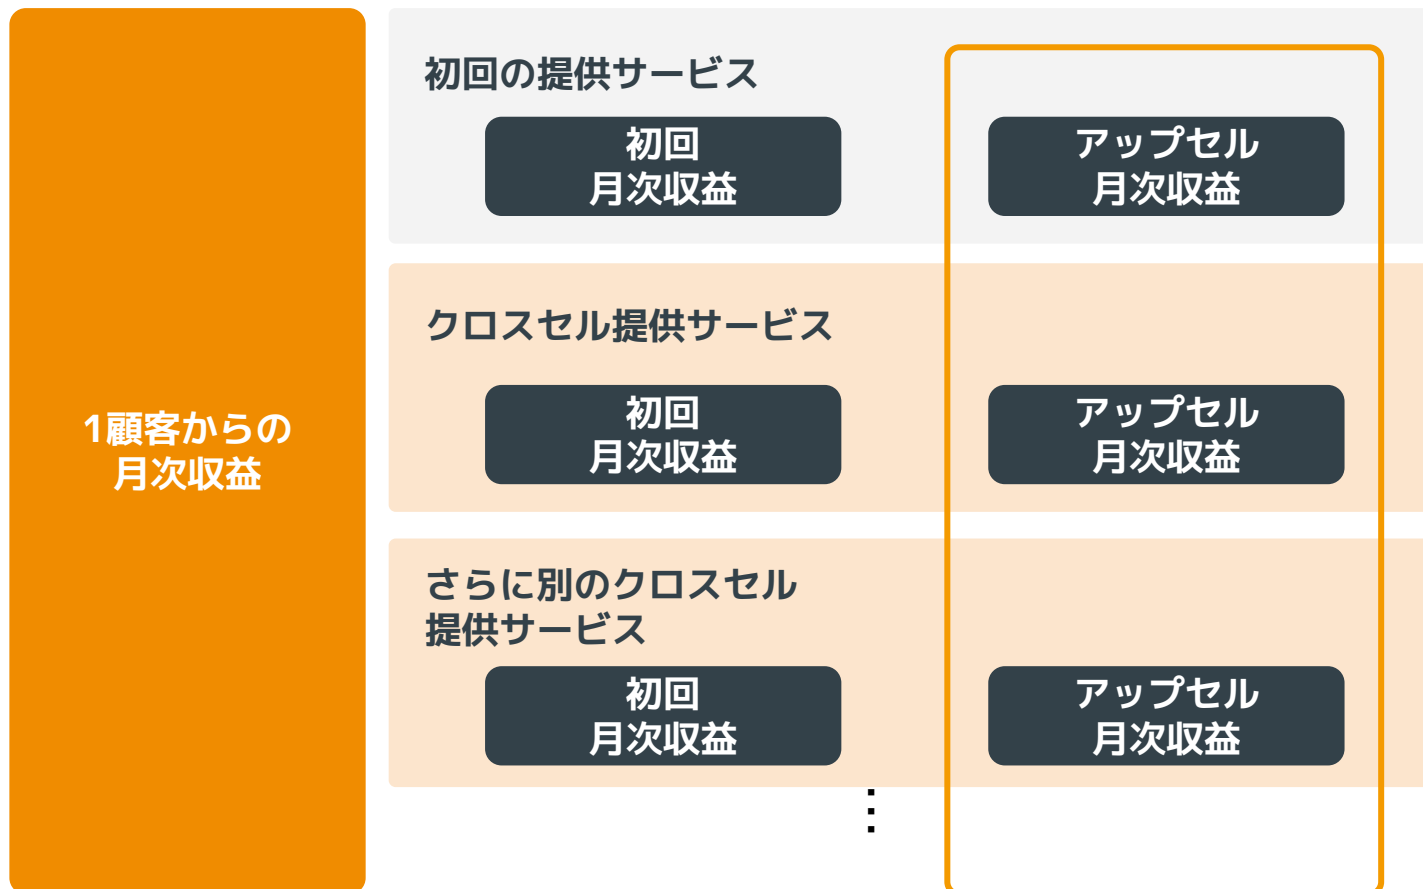 1顧客からの
月次収益
初回の提供サービス
初回
月次収益
アップセル
月次収益
クロスセル提供サービス
初回
月次収益
アップセル
月次収益
さらに別のクロスセル
提供サービス
初回
月次収益
アップセル
月次収益
⋮